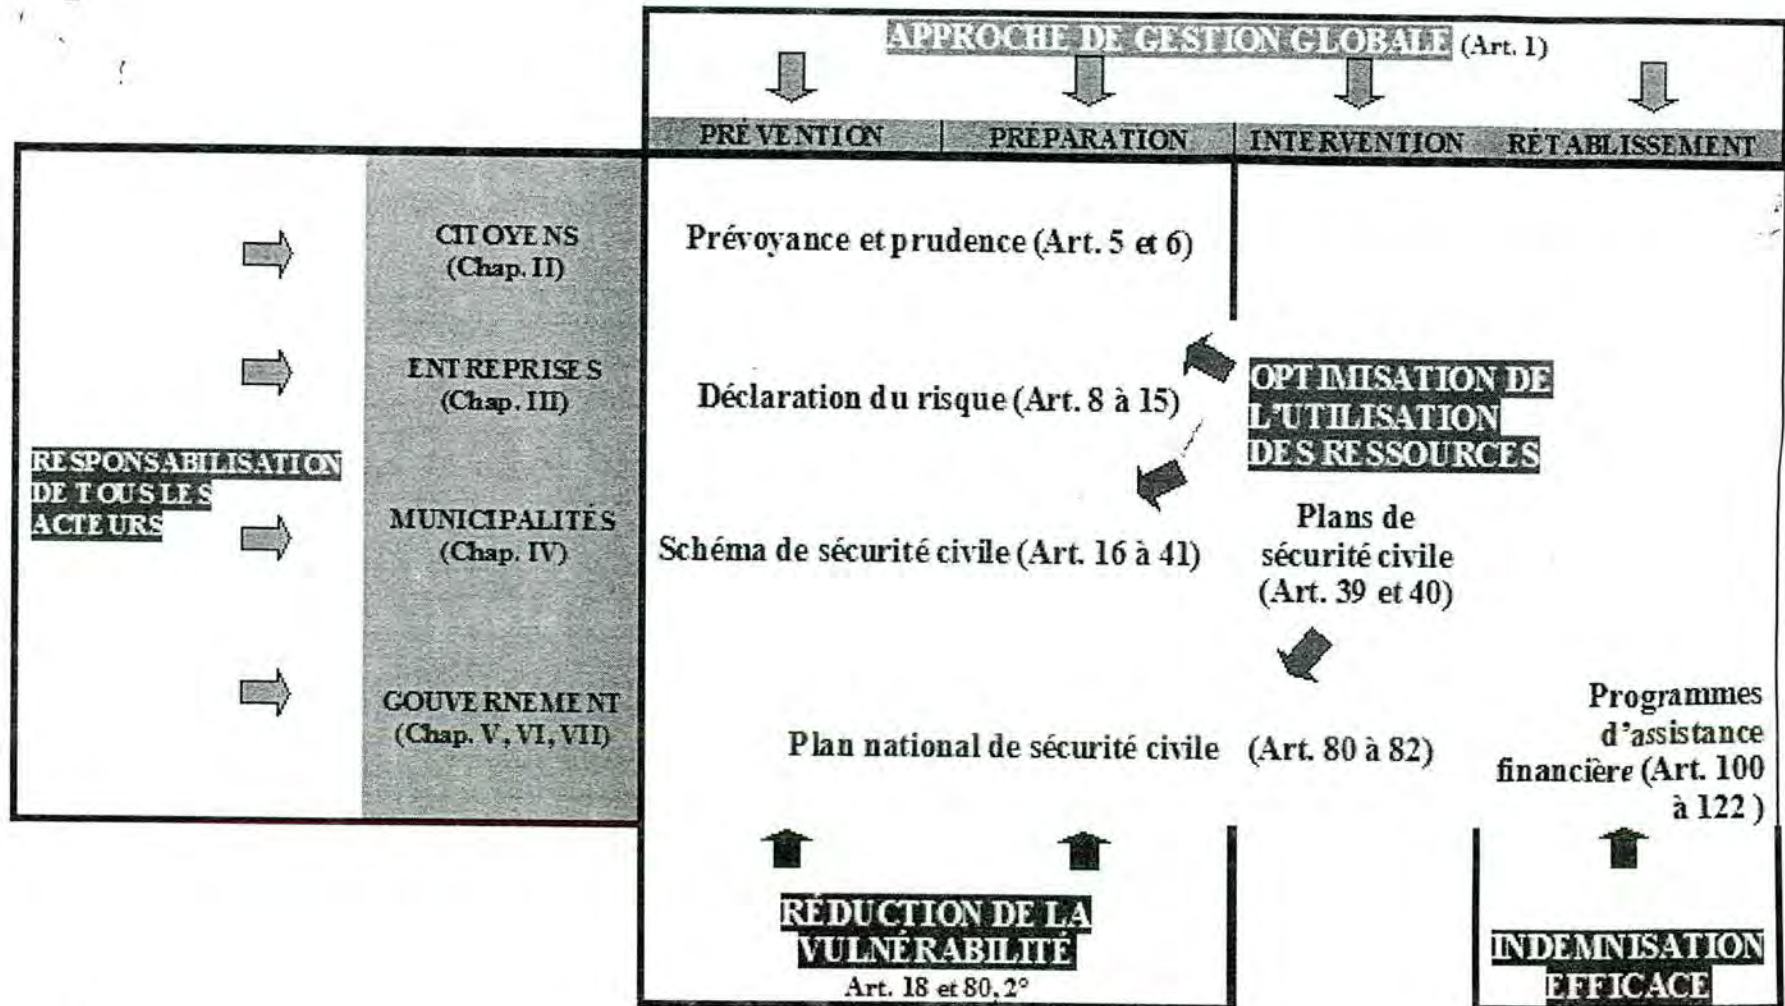 APPROCHE DE GESTION GLOBALE (Art. 1)
PRÉVENTION
PRÉPARATION
INTERVENTION
RÉTABLISSEMENT
RESPONSABILISATION
DE TOUS LES
ACTEURS
CITOYENS
(Chap. II)
Prévoyance et prudence (Art. 5 et 6)
ENTREPRISES
(Chap. III)
Déclaration du risque (Art. 8 à 15)
OPTIMISATION DE
L'UTILISATION
DES RESSOURCES
MUNICIPALITÉS
(Chap. IV)
Schéma de sécurité civile (Art. 16 à 41)
Plans de
sécurité civile
(Art. 39 et 40)
GOUVERNEMENT
(Chap. V, VI, VII)
Plan national de sécurité civile (Art. 80 à 82)
Programmes
d'assistance
financière (Art. 100
à 122 )
RÉDUCTION DE LA
VULNÉRABILITÉ
Art. 18 et 80, 2°
INDEMNISATION
EFFICACE